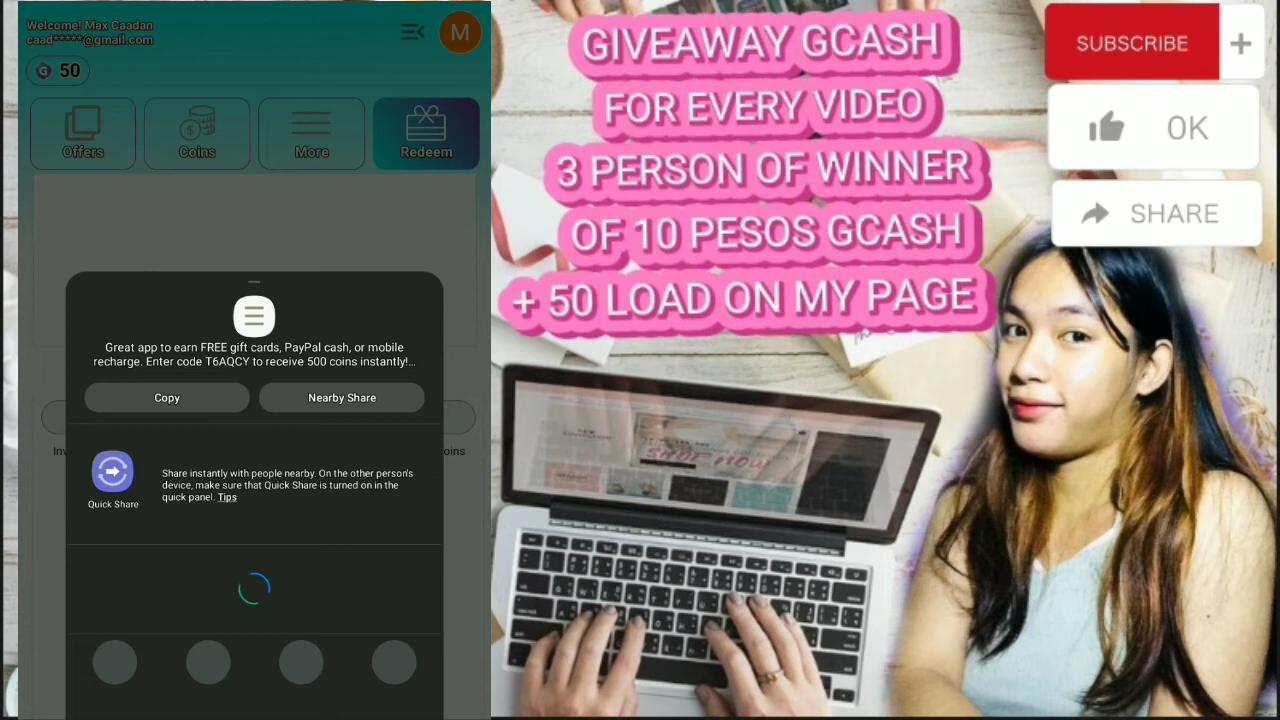 Welcome! Max Caadan
caad*****@gmail.com
M
50
Offers
Coins
More
Redeem
Great app to earn FREE gift cards, PayPal cash, or mobile
recharge. Enter code T6AQCY to receive 500 coins instantly!...
Copy
Nearby Share
Inv
oins
Share instantly with people nearby. On the other person's
device, make sure that Quick Share is turned on in the
quick panel. Tips
Quick Share
GIVEAWAY GCASH
FOR EVERY VIDEO
3 PERSON OF WINNER
OF 10 PESOS GCASH
+ 50 LOAD ON MY PAGE
SUBSCRIBE +
OK
SHARE
SHOP NOW